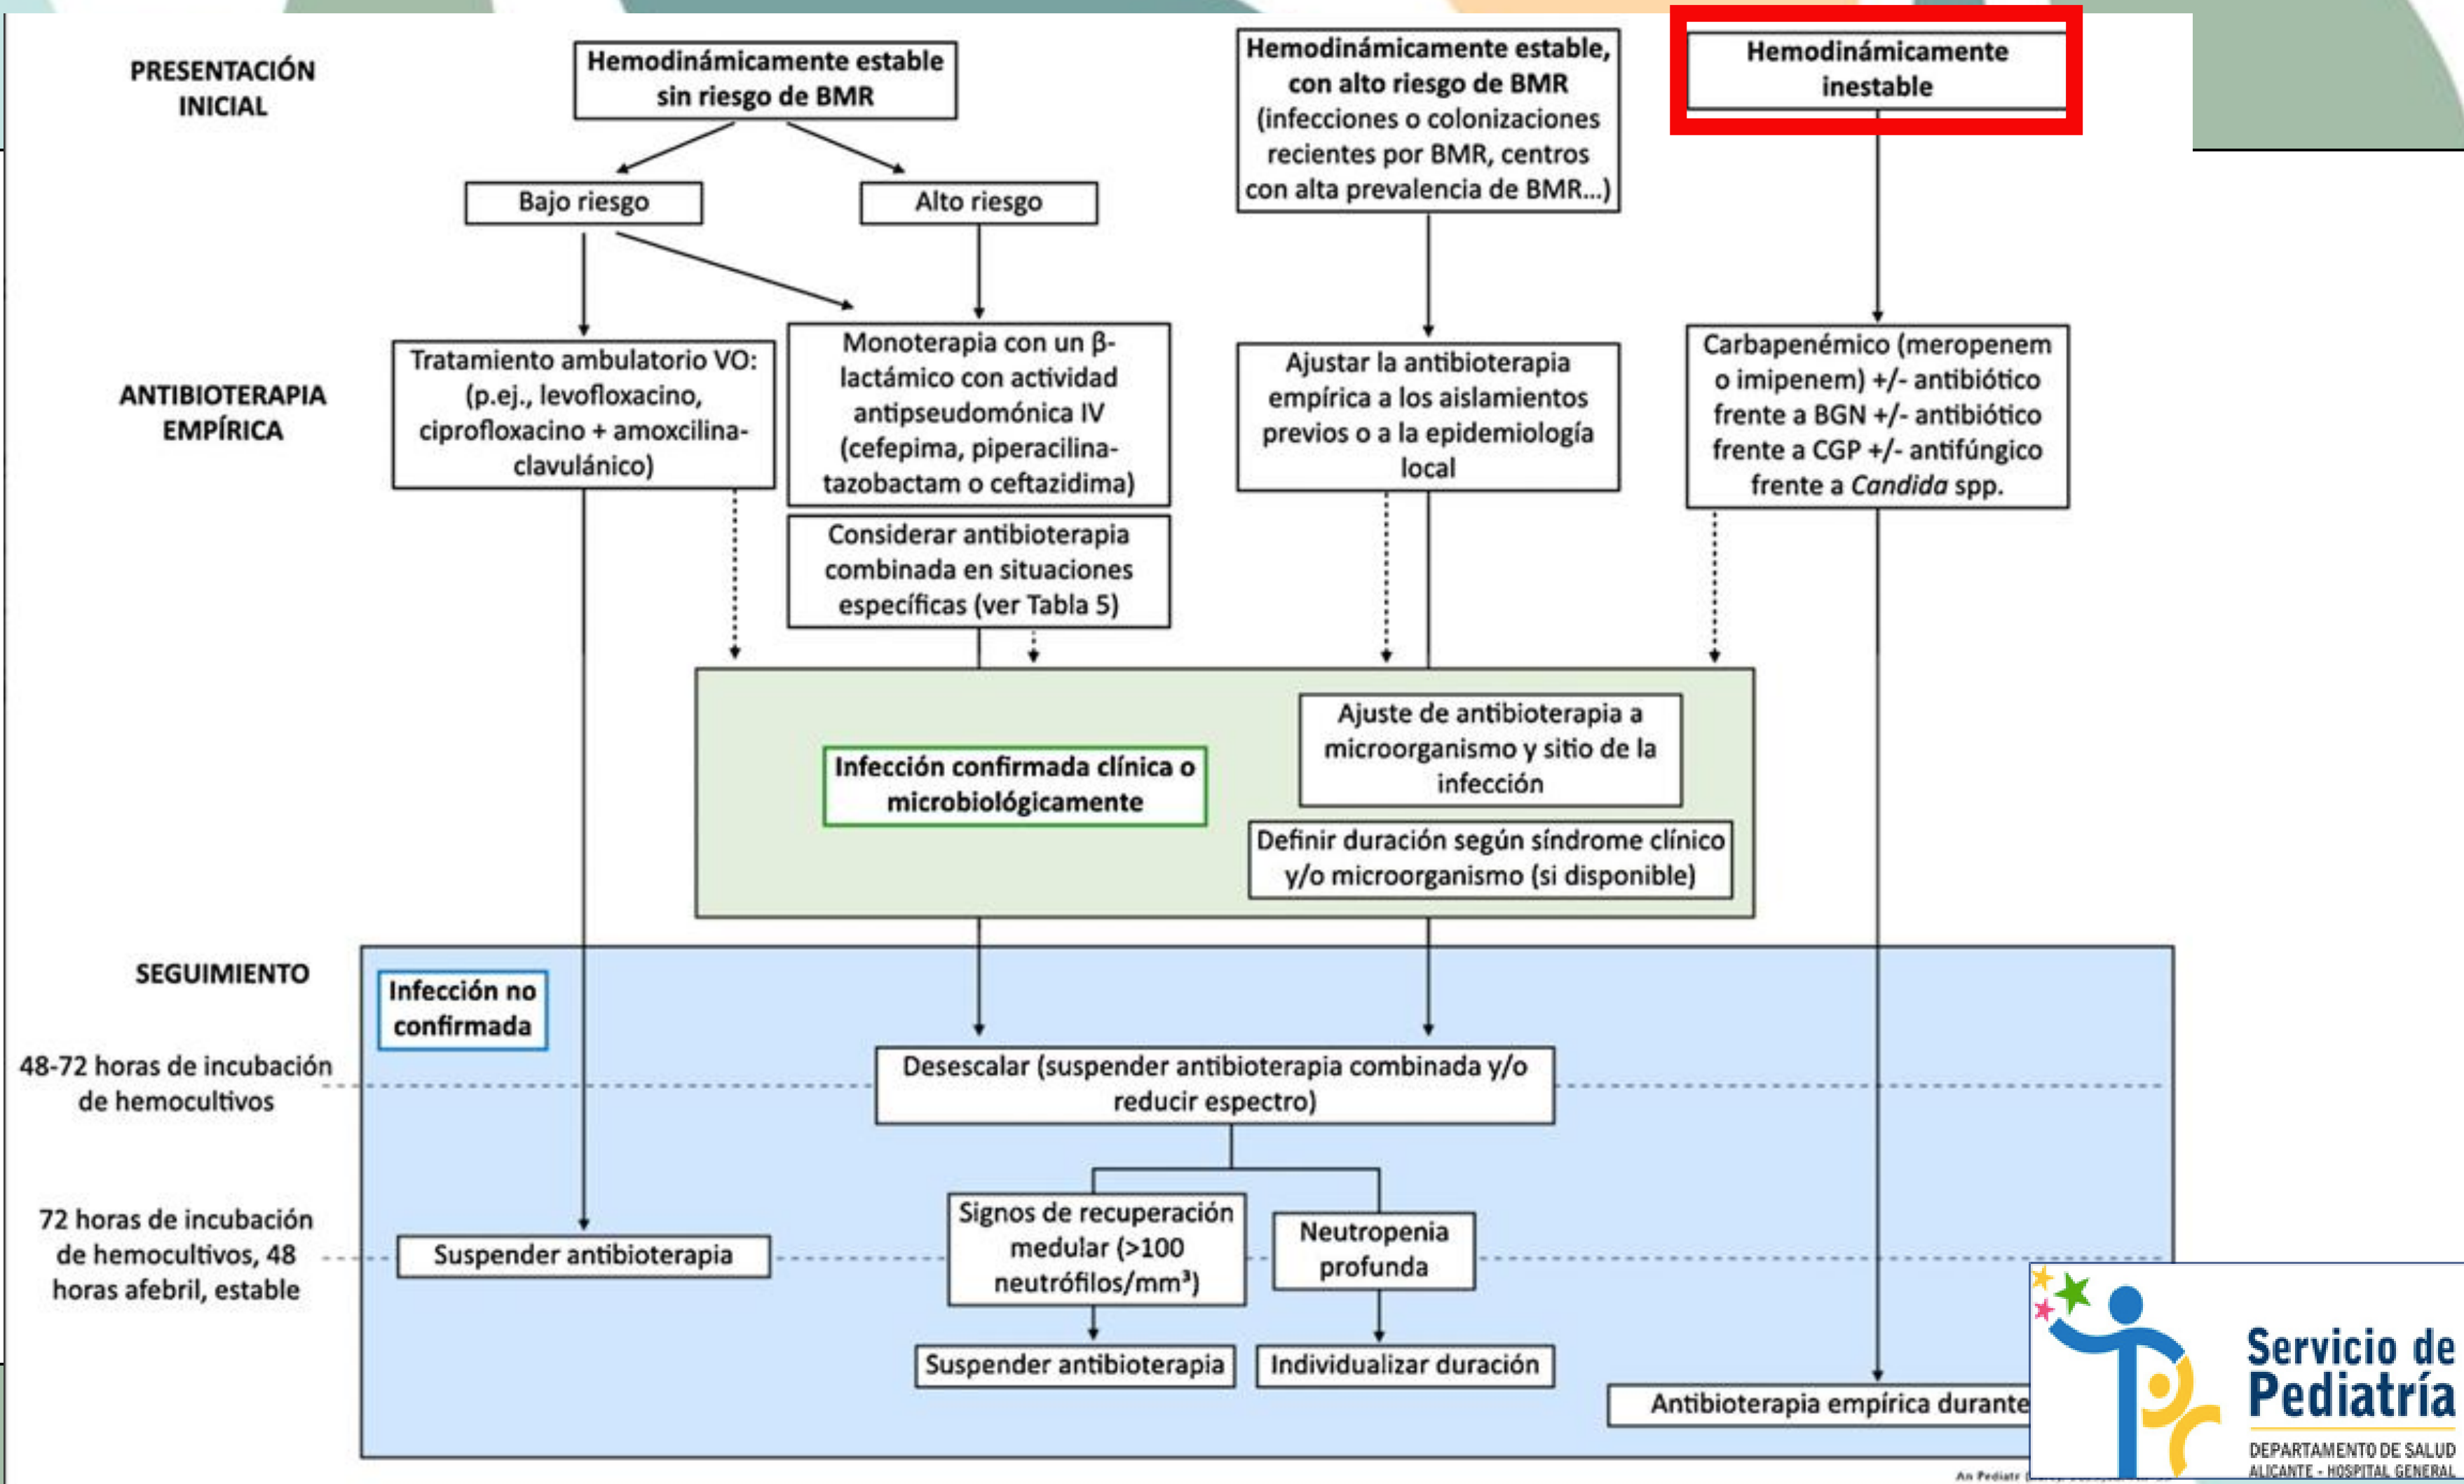 PRESENTACIÓN
INICIAL
Hemodinámicamente estable
sin riesgo de BMR
Hemodinámicamente estable,
con alto riesgo de BMR
(infecciones o colonizaciones
recientes por BMR, centros
con alta prevalencia de BMR...)
Hemodinámicamente
inestable
Bajo riesgo
Alto riesgo
ANTIBIOTERAPIA
EMPÍRICA
Tratamiento ambulatorio VO:
(p.ej., levofloxacino,
ciprofloxacino + amoxcilina-
clavulánico)
Monoterapia con un β-
lactámico con actividad
antipseudomónica IV
(cefepima, piperacilina-
tazobactam o ceftazidima)
Considerar antibioterapia
combinada en situaciones
específicas (ver Tabla 5)
Ajustar la antibioterapia
empírica a los aislamientos
previos o a la epidemiología
local
Carbapenémico (meropenem
o imipenem) +/- antibiótico
frente a BGN +/- antibiótico
frente a CGP +/- antifúngico
frente a Candida spp.
Infección confirmada clínica o
microbiológicamente
Ajuste de antibioterapia a
microorganismo y sitio de la
infección
Definir duración según síndrome clínico
y/o microorganismo (si disponible)
SEGUIMIENTO
Infección no
confirmada
48-72 horas de incubación
de hemocultivos
Desescalar (suspender antibioterapia combinada y/o
reducir espectro)
72 horas de incubación
de hemocultivos, 48
horas afebril, estable
Suspender antibioterapia
Signos de recuperación
medular (>100
neutrófilos/mm³)
Neutropenia
profunda
Suspender antibioterapia
Individualizar duración
Antibioterapia empírica durante
Servicio de
Pediatría
DEPARTAMENTO DE SALUD
ALICANTE - HOSPITAL GENERAL
An Pediatr